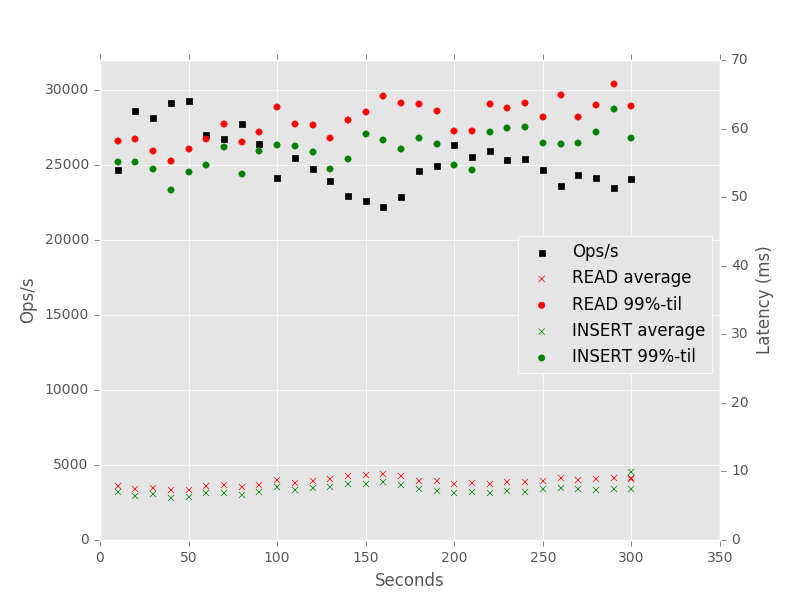 70
30000
60
25000
50
20000
40
Ops/s
READ average
READ 99%-til
INSERT average
INSERT 99%-til
Ops/s
Latency (ms)
15000
30
10000
20
5000
10
0
0
0
50
100
150
200
250
300
350
Seconds